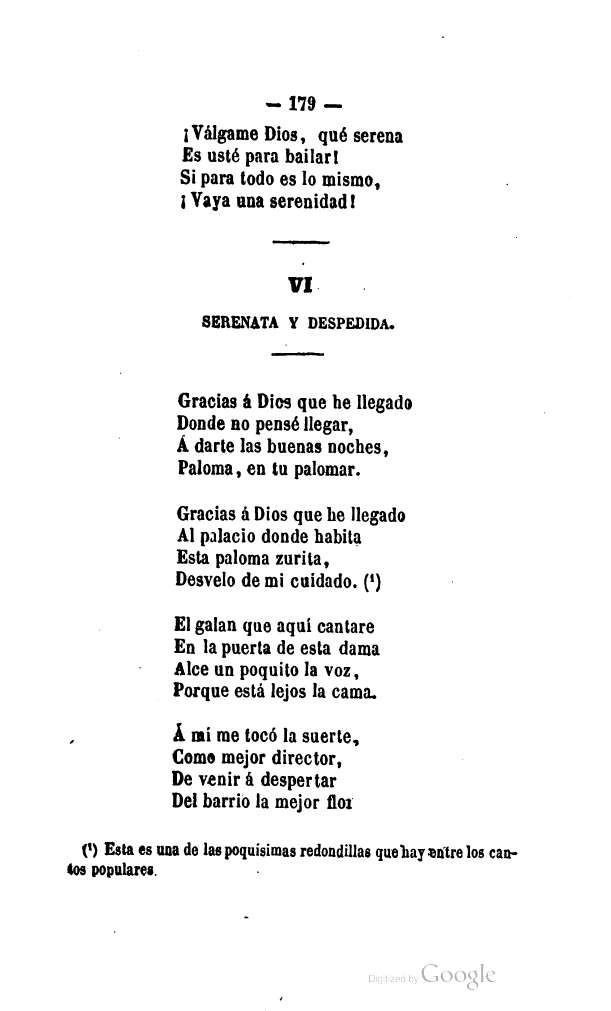 — 179 —
¡Válgame Dios, qué serena
Es usté para bailar!
Si para todo es lo mismo,
¡Vaya una serenidad!
VI
SERENATA Y DESPEDIDA.
Gracias á Dios que he llegado
Donde no pensé llegar,
Á darte las buenas noches,
Paloma, en tu palomar.
Gracias á Dios que he llegado
Al palacio donde habita
Esta paloma zurita,
Desvelo de mi cuidado. (¹)
El galan que aquí cantare
En la puerta de esta dama
Alce un poquito la voz,
Porque está lejos la cama.
Á mí me tocó la suerte,
Como mejor director,
De venir á despertar
Del barrio la mejor flor
(¹) Esta es una de las poquísimas redondillas que hay entre los can-
tos populares.
Digitized by Google